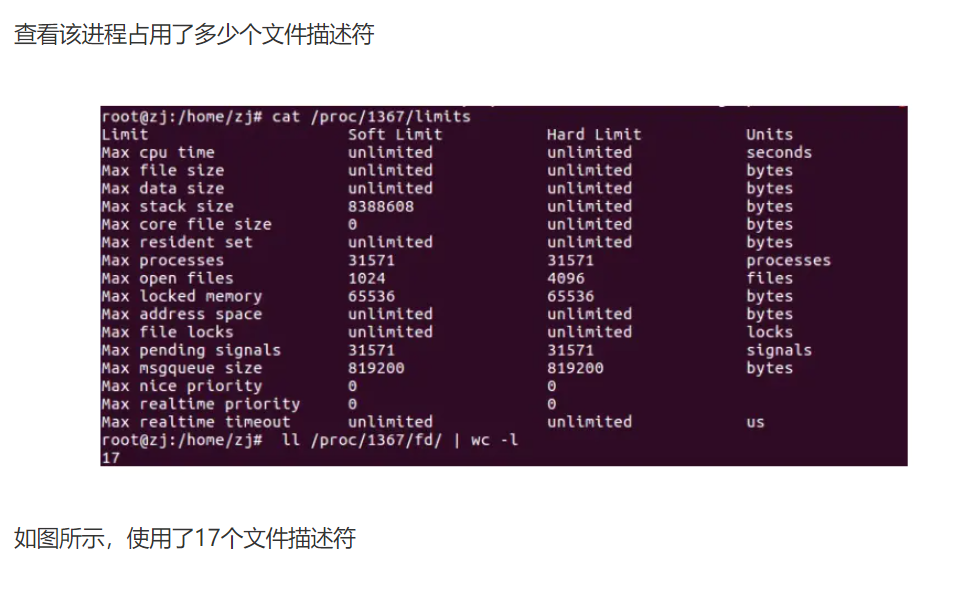 查看该进程占用了多少个文件描述符
root@zj:/home/zj# cat /proc/1367/limits
Limit Soft Limit Hard Limit Units
Max cpu time unlimited unlimited seconds
Max file size unlimited unlimited bytes
Max data size unlimited unlimited bytes
Max stack size 8388608 unlimited bytes
Max core file size 0 unlimited bytes
Max resident set unlimited unlimited bytes
Max processes 31571 31571 processes
Max open files 1024 4096 files
Max locked memory 65536 65536 bytes
Max address space unlimited unlimited bytes
Max file locks unlimited unlimited locks
Max pending signals 31571 31571 signals
Max msgqueue size 819200 819200 bytes
Max nice priority 0 0
Max realtime priority 0 0
Max realtime timeout unlimited unlimited us
root@zj:/home/zj# ll /proc/1367/fd/ | wc -l
17
如图所示，使用了17个文件描述符